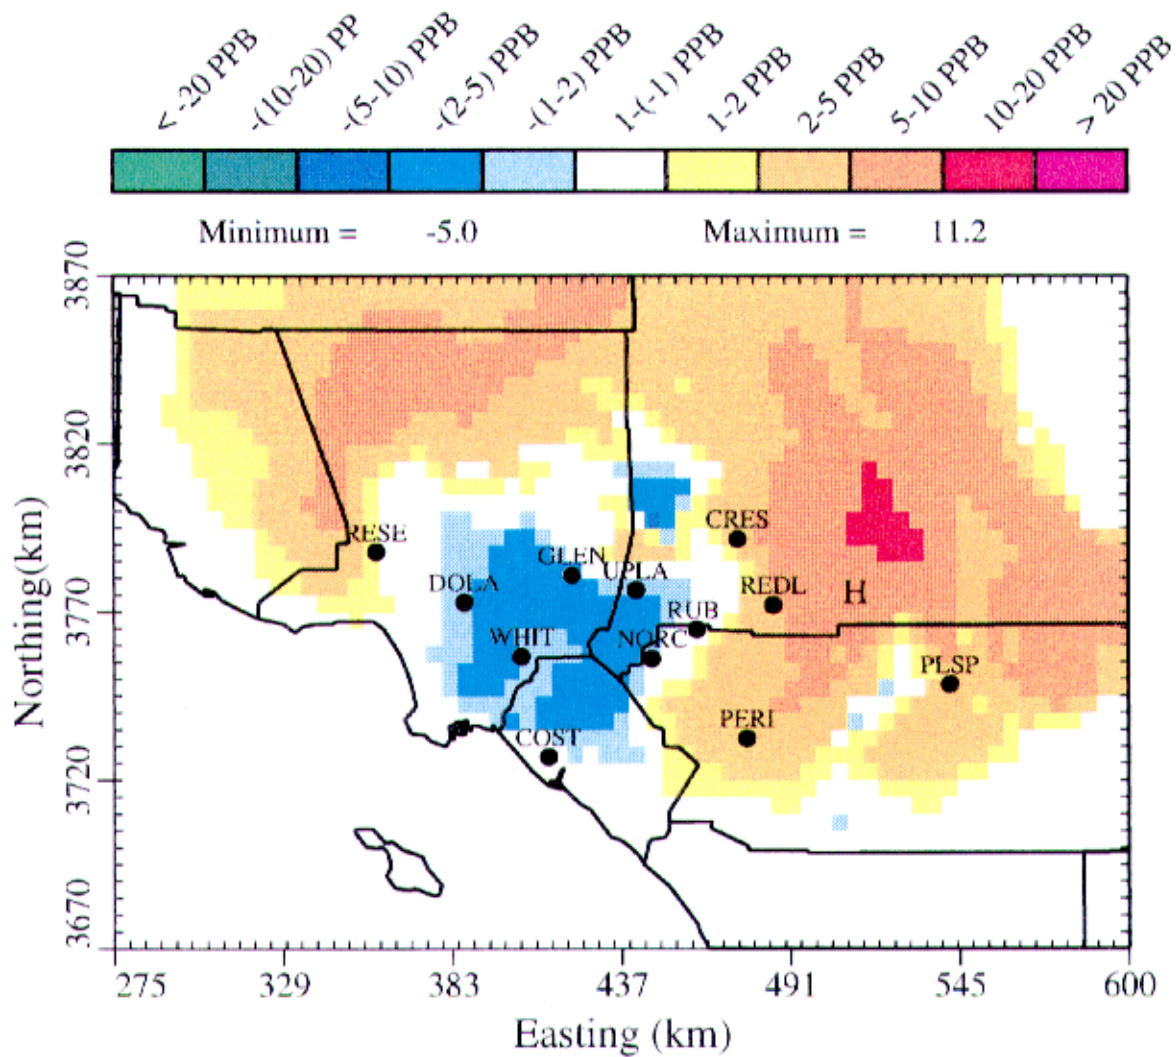 < -20 PPB
-(10-20) PP
-(5-10) PPB
-(2-5) PPB
-(1-2) PPB
1-(-1) PPB
1-2 PPB
2-5 PPB
5-10 PPB
10-20 PPB
> 20 PPB
Minimum = -5.0 Maximum = 11.2
3870
3820
3770
3720
3670
Northing(km)
CRES
RESE
GLEN
UPLA
DOLA
REDL
H
RUB
WHIT
NORC
PLSP
PERI
COST
275 329 383 437 491 545 600
Easting (km)